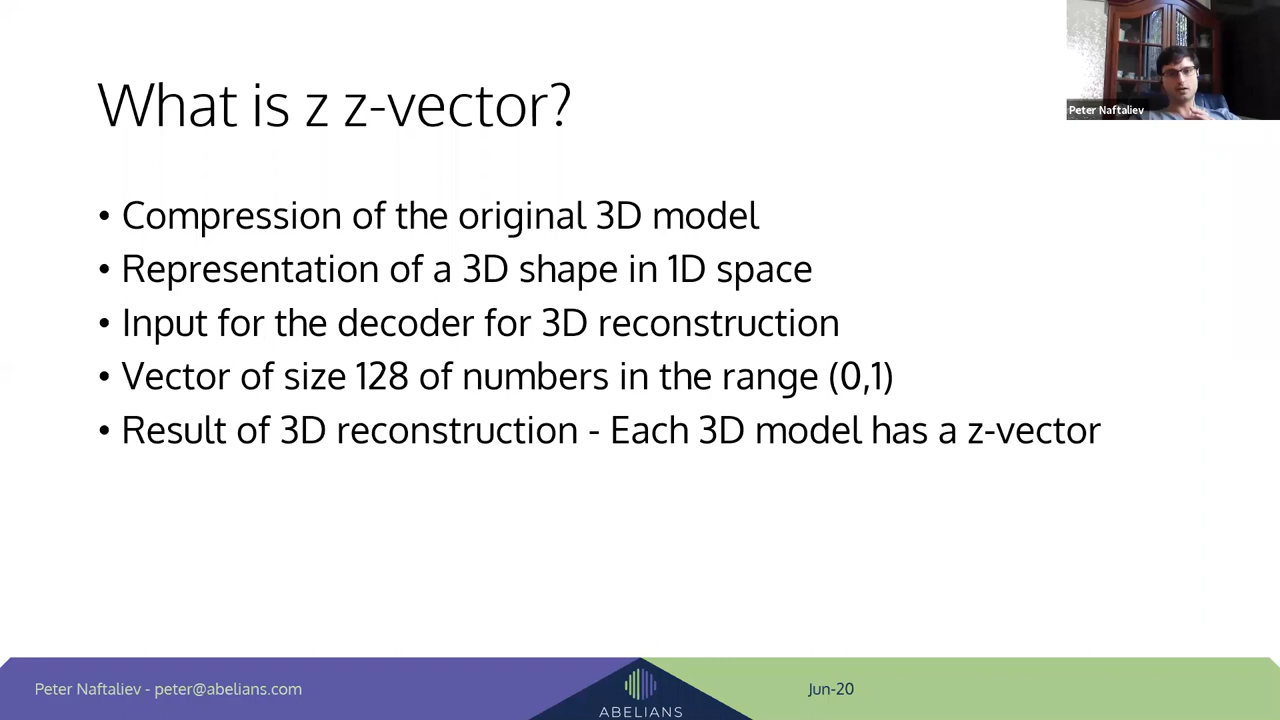 What is z z-vector?
Peter Naftaliev
• Compression of the original 3D model
• Representation of a 3D shape in 1D space
• Input for the decoder for 3D reconstruction
• Vector of size 128 of numbers in the range (0,1)
• Result of 3D reconstruction - Each 3D model has a z-vector
Peter Naftaliev - peter@abelians.com
ABELIANS
Jun-20